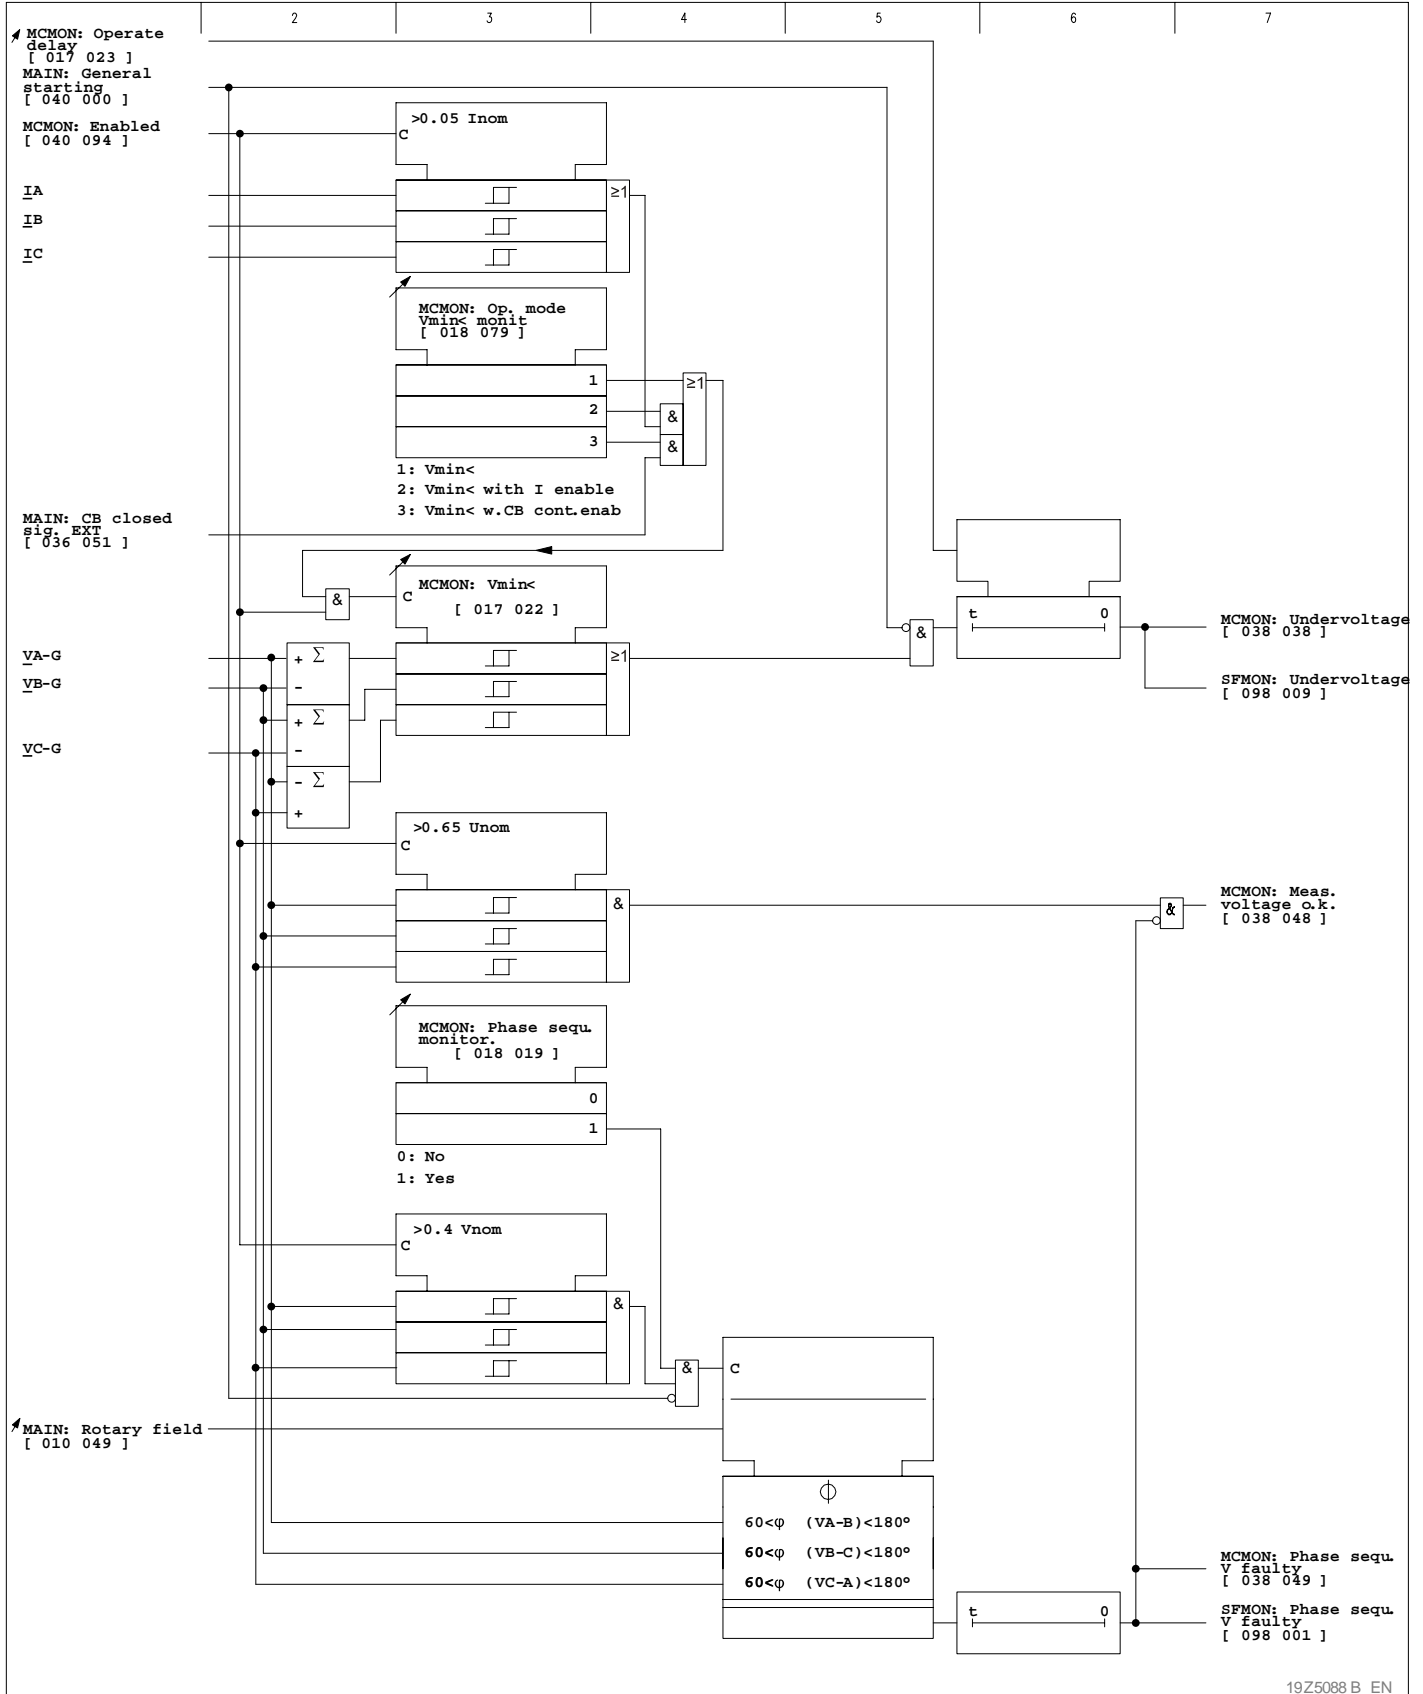 2 3 4 5 6 7
MCMON: Operate
delay
[ 017 023 ]
MAIN: General
starting
[ 040 000 ]
MCMON: Enabled
[ 040 094 ]
>0.05 Inom
C
IA
IB
IC
≥1
MCMON: Op. mode
Vmin< monit
[ 018 079 ]
1
2
3
≥1
&
&
1: Vmin<
2: Vmin< with I enable
3: Vmin< w.CB cont.enab
MAIN: CB closed
sig. EXT
[ 036 051 ]
&
C
MCMON: Vmin<
[ 017 022 ]
&
t 0
MCMON: Undervoltage
[ 038 038 ]
SFMON: Undervoltage
[ 098 009 ]
VA-G
VB-G
VC-G
+ Σ
-
+ Σ
-
- Σ
+
≥1
>0.65 Unom
C
&
&
MCMON: Meas.
voltage o.k.
[ 038 048 ]
MCMON: Phase sequ.
monitor.
[ 018 019 ]
0
1
0: No
1: Yes
>0.4 Vnom
C
&
&
C
MAIN: Rotary field
[ 010 049 ]
60<φ (VA-B)<180º
60<φ (VB-C)<180º
60<φ (VC-A)<180º
t 0
MCMON: Phase sequ.
V faulty
[ 038 049 ]
SFMON: Phase sequ.
V faulty
[ 098 001 ]
19Z5088 B EN